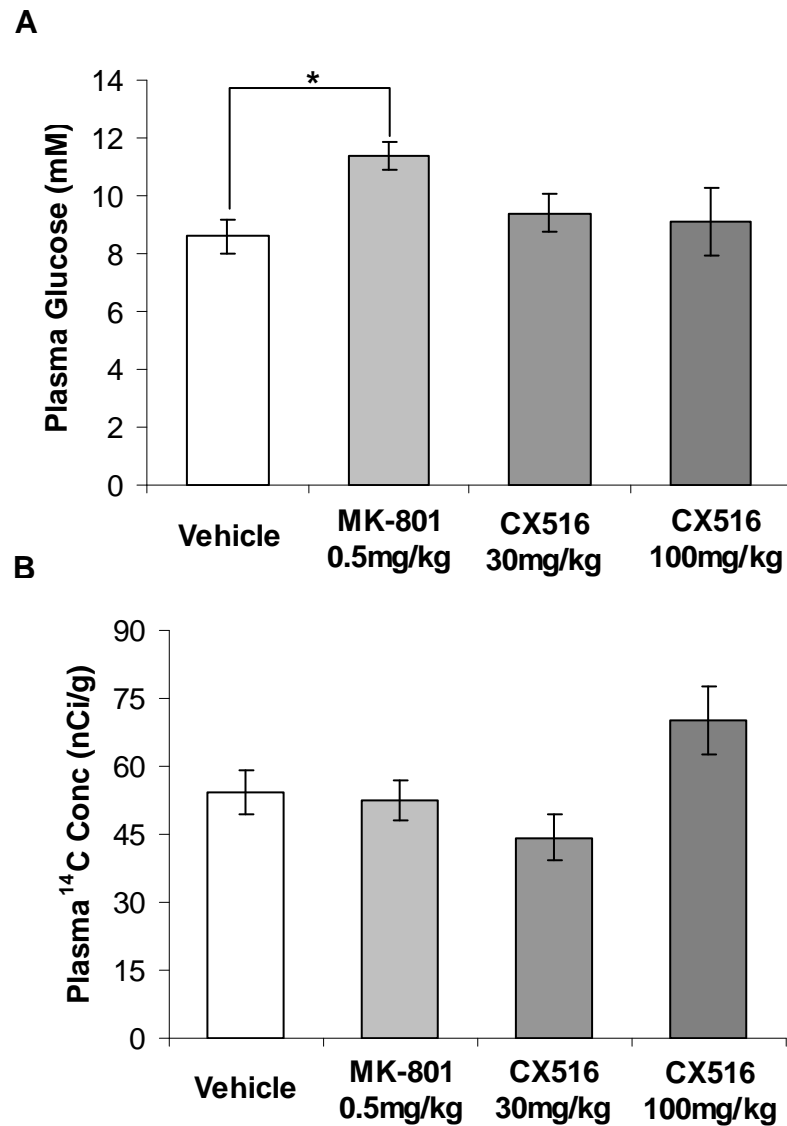 A
*
Plasma Glucose (mM)
14
12
10
8
6
4
2
0
Vehicle
MK-801
0.5mg/kg
CX516
30mg/kg
CX516
100mg/kg
B
Plasma ¹⁴C Conc (nCi/g)
90
75
60
45
30
15
0
Vehicle
MK-801
0.5mg/kg
CX516
30mg/kg
CX516
100mg/kg